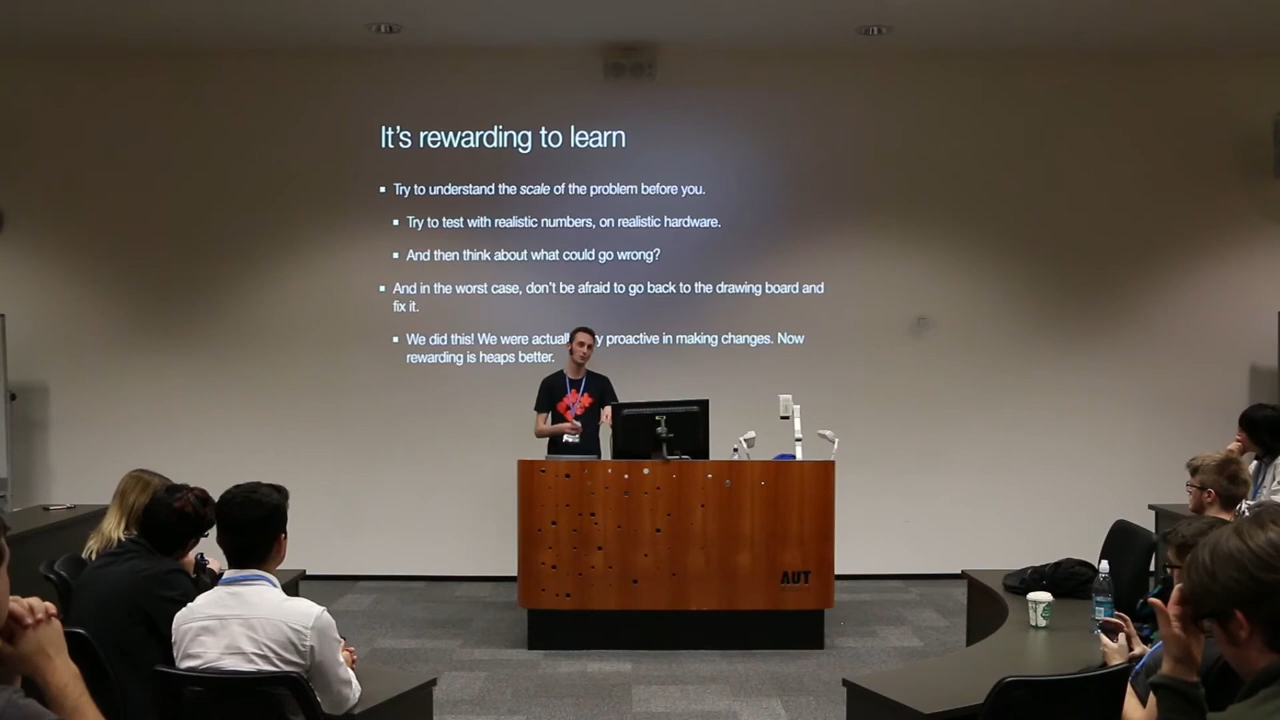 It's rewarding to learn
Try to understand the scale of the problem before you.
Try to test with realistic numbers, on realistic hardware.
And then think about what could go wrong?
And in the worst case, don't be afraid to go back to the drawing board and
fix it.
We did this! We were proactive in making changes. Now
rewarding is heaps better.
AUT